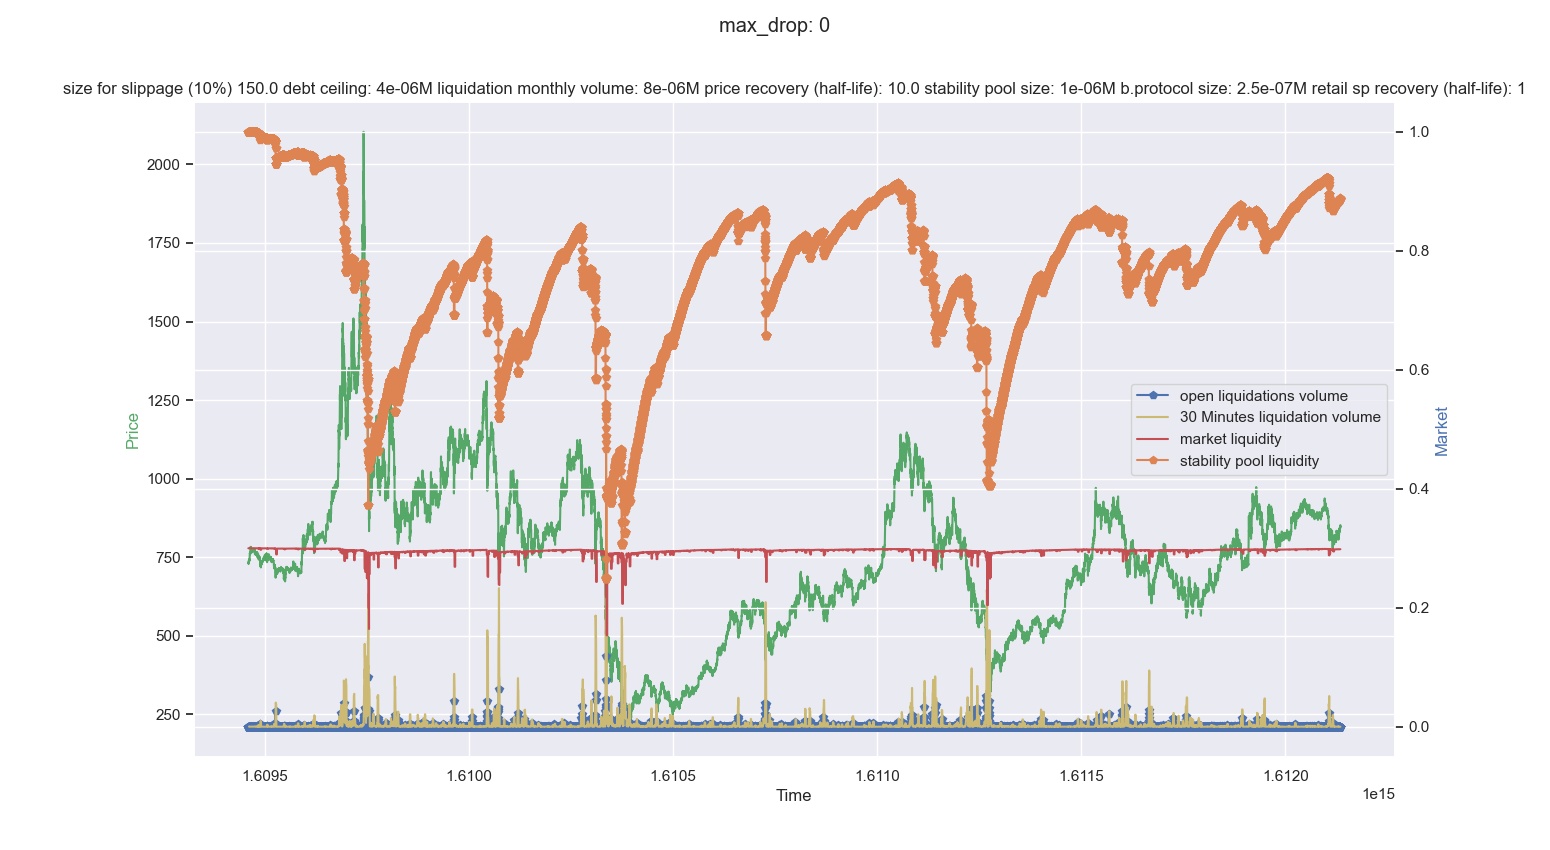 max_drop: 0
size for slippage (10%) 150.0 debt ceiling: 4e-06M liquidation monthly volume: 8e-06M price recovery (half-life): 10.0 stability pool size: 1e-06M b.protocol size: 2.5e-07M retail sp recovery (half-life): 1
2000
1750
1500
1250
1000
750
500
250
Price
1.0
0.8
0.6
0.4
0.2
0.0
Market
open liquidations volume
30 Minutes liquidation volume
market liquidity
stability pool liquidity
1.6095 1.6100 1.6105 1.6110 1.6115 1.6120
Time
1e15